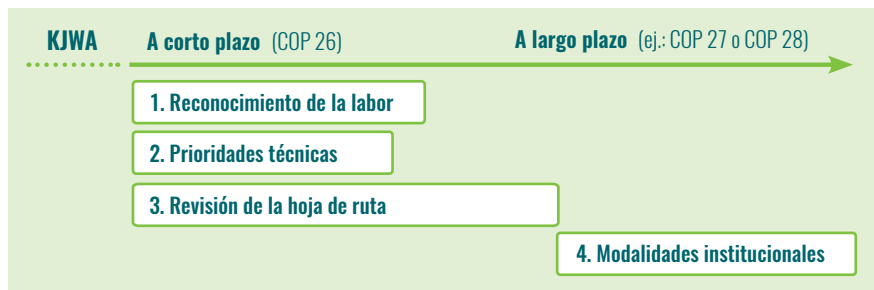 KJWA A corto plazo (COP 26) A largo plazo (ej.: COP 27 o COP 28)
1. Reconocimiento de la labor
2. Prioridades técnicas
3. Revisión de la hoja de ruta
4. Modalidades institucionales